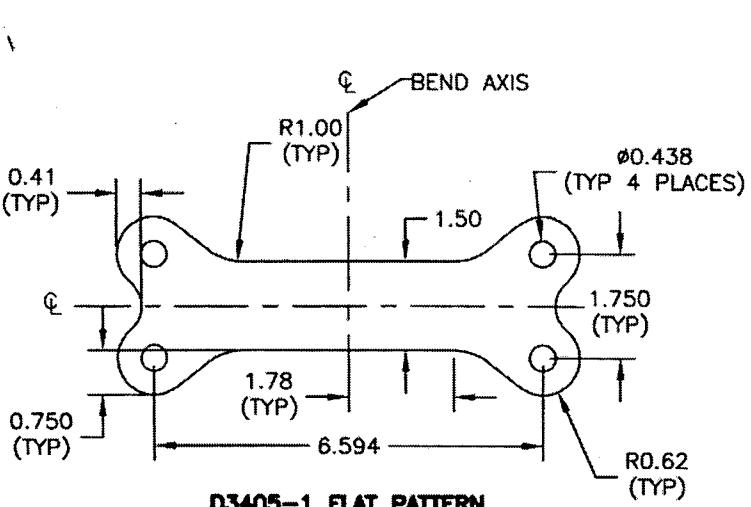 ℄
BEND AXIS
R1.00
(TYP)
ø0.438
(TYP 4 PLACES)
0.41
(TYP)
1.50
℄
1.750
(TYP)
1.78
(TYP)
0.750
(TYP)
6.594
R0.62
(TYP)
D3405-1 FLAT PATTERN